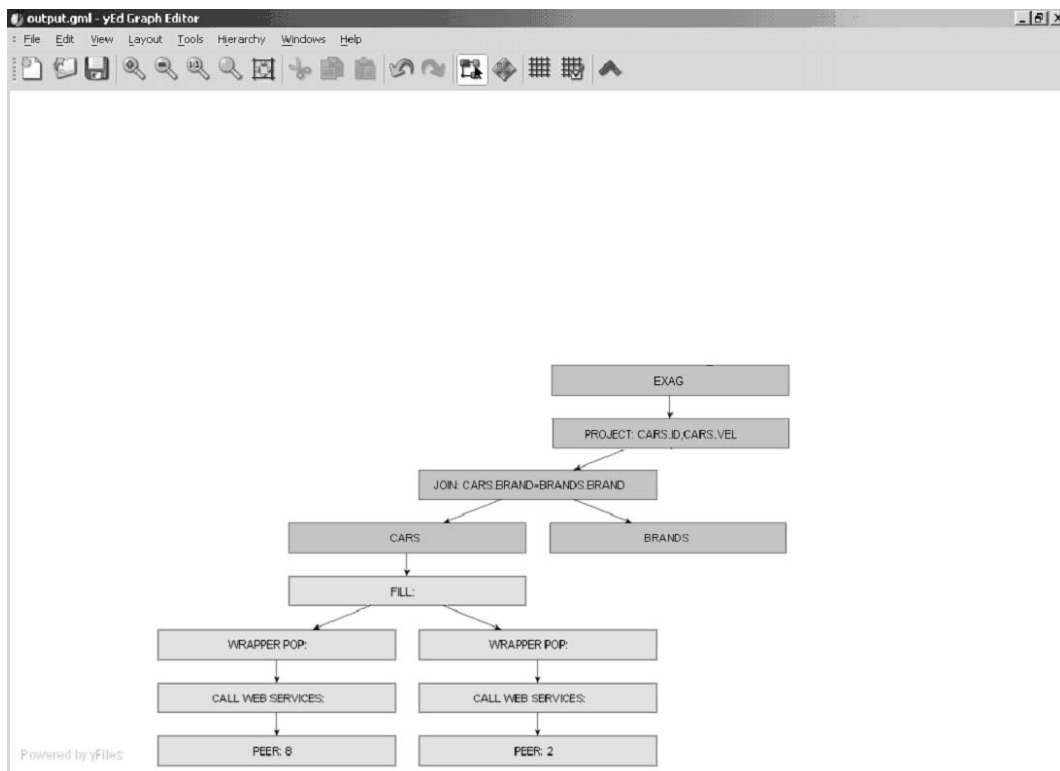 output.gml - yEd Graph Editor
File Edit View Layout Tools Hierarchy Windows Help
1:1
EXAG
PROJECT: CARS.ID,CARS.VEL
JOIN: CARS.BRAND=BRANDS.BRAND
CARS
BRANDS
FILL:
WRAPPER POP:
WRAPPER POP:
CALL WEB SERVICES:
CALL WEB SERVICES:
PEER: 8
PEER: 2
Powered by yFiles